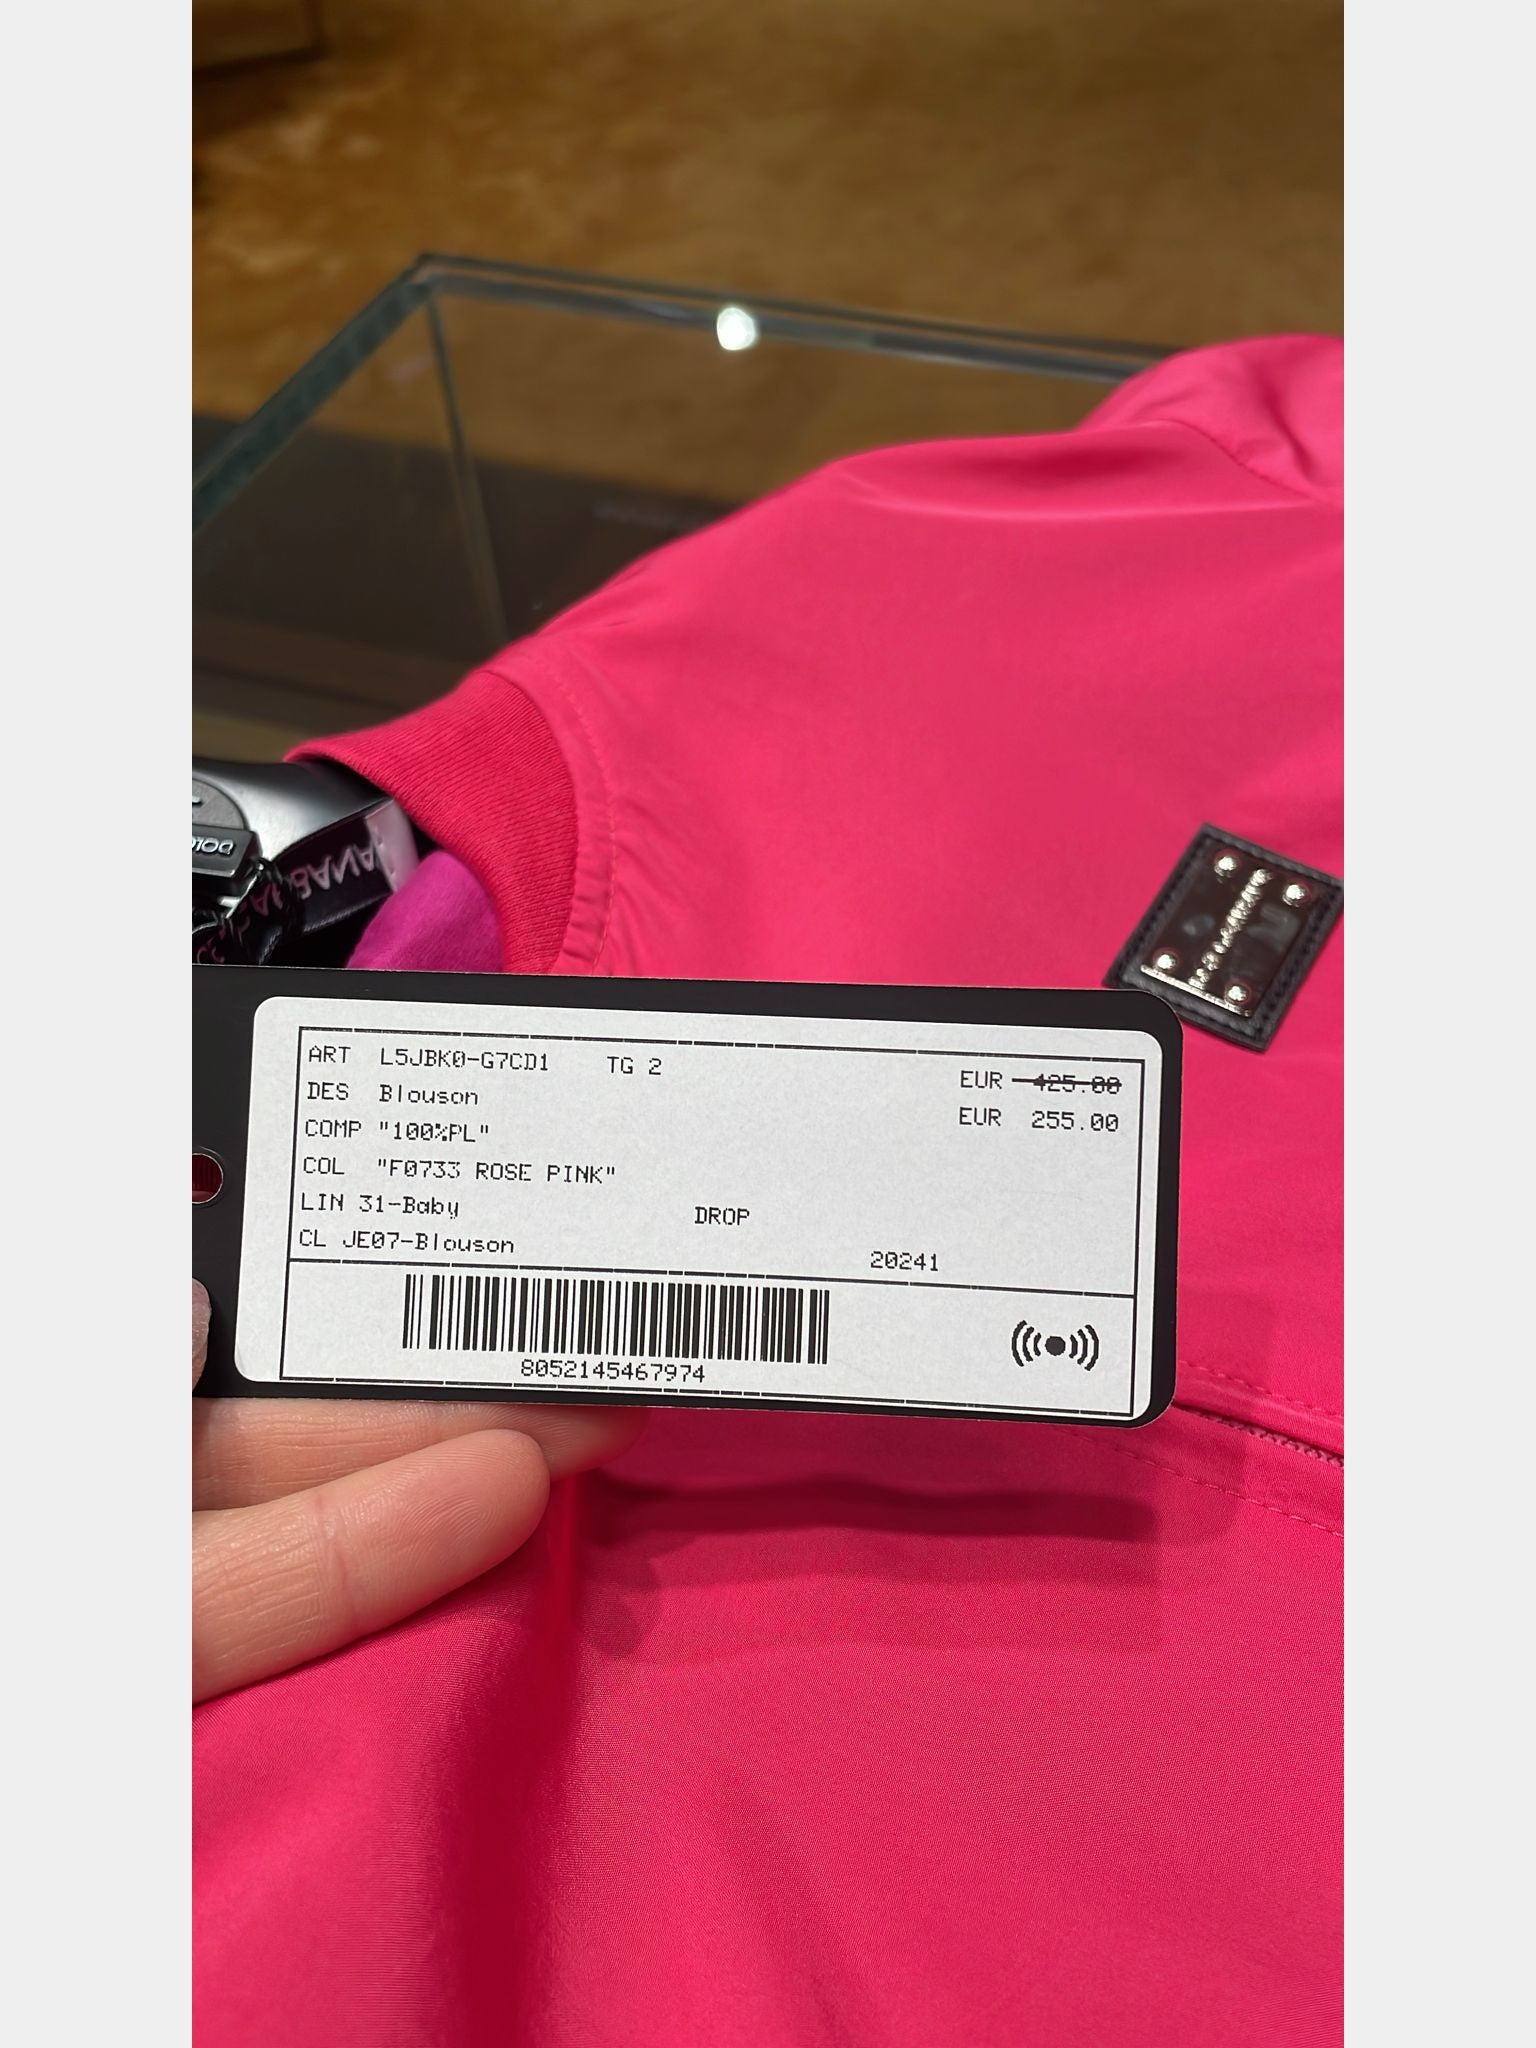 ART L5JBK0-G7CD1 TG 2
EUR 425.00
DES Blouson
EUR 255.00
COMP "100%PL"
COL "F0733 ROSE PINK"
LIN 31-Baby
DROP
CL JE07-Blouson
20241
8052145467974